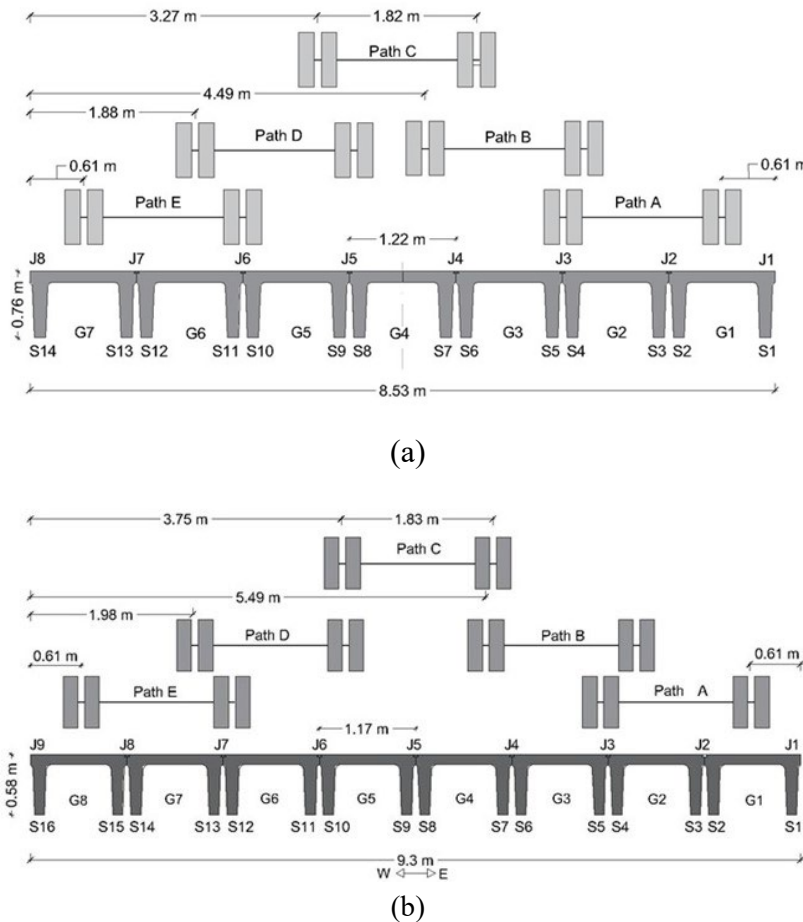 3.27 m 1.82 m
Path C
4.49 m
1.88 m
Path D Path B
0.61 m 0.61 m
Path E Path A
1.22 m
J8 J7 J6 J5 J4 J3 J2 J1
0.76 m
G7 G6 G5 G4 G3 G2 G1
S14 S13 S12 S11 S10 S9 S8 S7 S6 S5 S4 S3 S2 S1
8.53 m
(a)
3.75 m 1.83 m
Path C
5.49 m
1.98 m
Path D Path B
0.61 m 0.61 m
Path E Path A
1.17 m
J9 J8 J7 J6 J5 J4 J3 J2 J1
0.58 m
G8 G7 G6 G5 G4 G3 G2 G1
S16 S15 S14 S13 S12 S11 S10 S9 S8 S7 S6 S5 S4 S3 S2 S1
9.3 m
W E
(b)